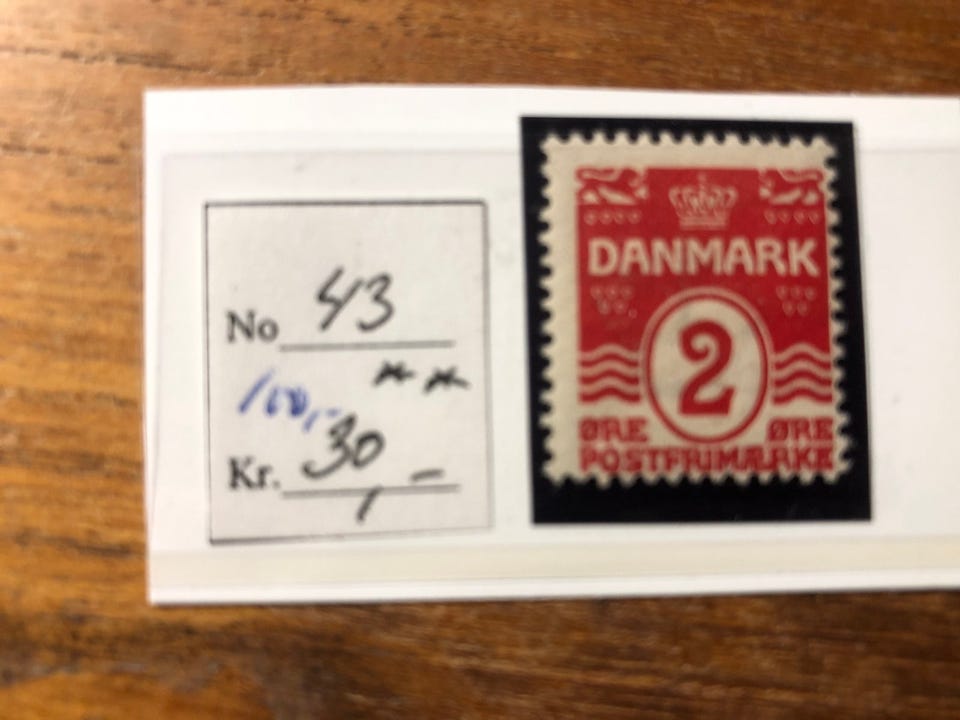 No 43
**
100,-
Kr. 30,-
DANMARK
2
ØRE ØRE
POSTFRIMÆRKE